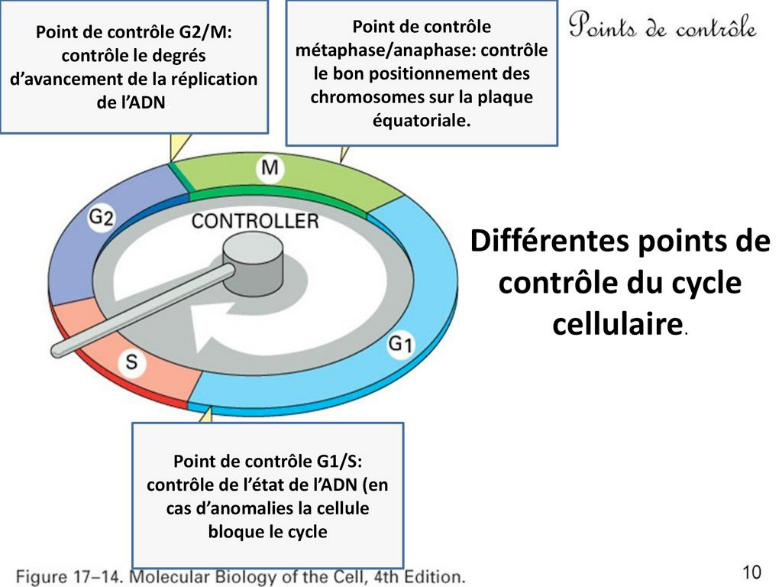 Point de contrôle G2/M:
contrôle le degrés
d’avancement de la réplication
de l’ADN
Point de contrôle
métaphase/anaphase: contrôle
le bon positionnement des
chromosomes sur la plaque
équatoriale.
Points de contrôle
M
G2
CONTROLLER
Différentes points de
contrôle du cycle
cellulaire.
G1
S
Point de contrôle G1/S:
contrôle de l’état de l’ADN (en
cas d’anomalies la cellule
bloque le cycle
Figure 17–14. Molecular Biology of the Cell, 4th Edition.
10